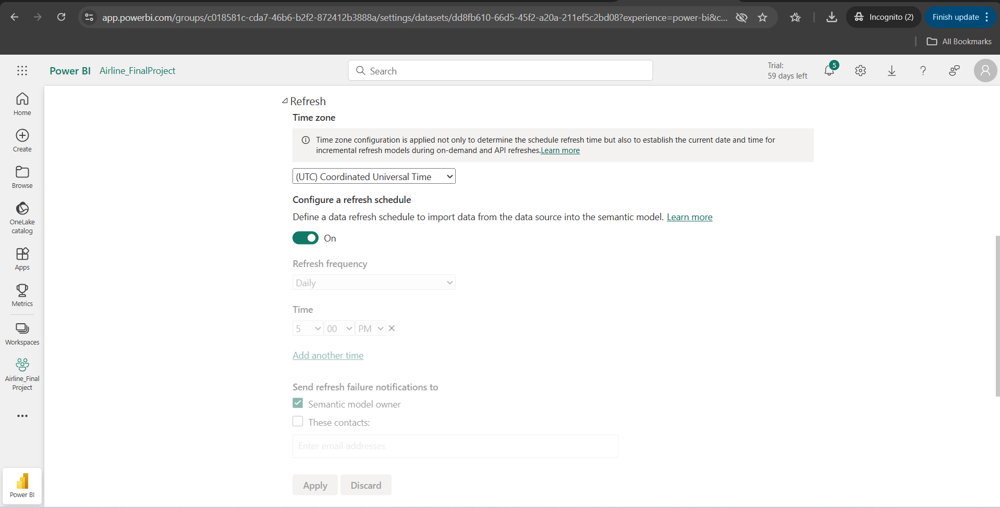 app.powerbi.com/groups/c018581c-cda7-46b6-b2f2-872412b3888a/settings/datasets/dd8fb610-66d5-45f2-a20a-211ef5c2bd08?experience=power-bi&c...
Incognito (2)
Finish update
All Bookmarks
Power BI
Airline_FinalProject
Search
Trial:
59 days left
5
Home
Create
Browse
OneLake
catalog
Apps
Metrics
Workspaces
Airline_Final
Project
Power BI
Refresh
Time zone
Time zone configuration is applied not only to determine the schedule refresh time but also to establish the current date and time for
incremental refresh models during on-demand and API refreshes.Learn more
(UTC) Coordinated Universal Time
Configure a refresh schedule
Define a data refresh schedule to import data from the data source into the semantic model. Learn more
On
Refresh frequency
Daily
Time
5 00 PM
Add another time
Send refresh failure notifications to
Semantic model owner
These contacts:
Enter email addresses
Apply
Discard